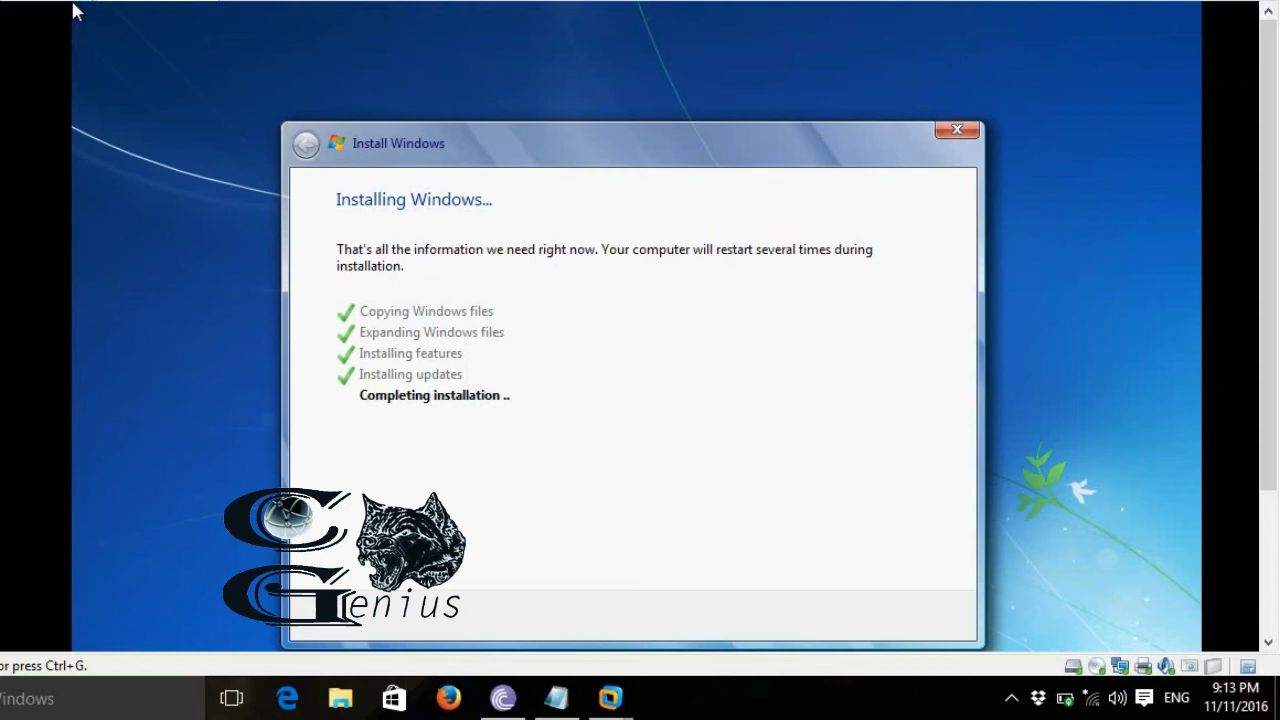 Install Windows
Installing Windows...
That's all the information we need right now. Your computer will restart several times during
installation.
Copying Windows files
Expanding Windows files
Installing features
Installing updates
Completing installation ..
C
Genius
or press Ctrl+G.
indows
ENG
9:13 PM
11/11/2016